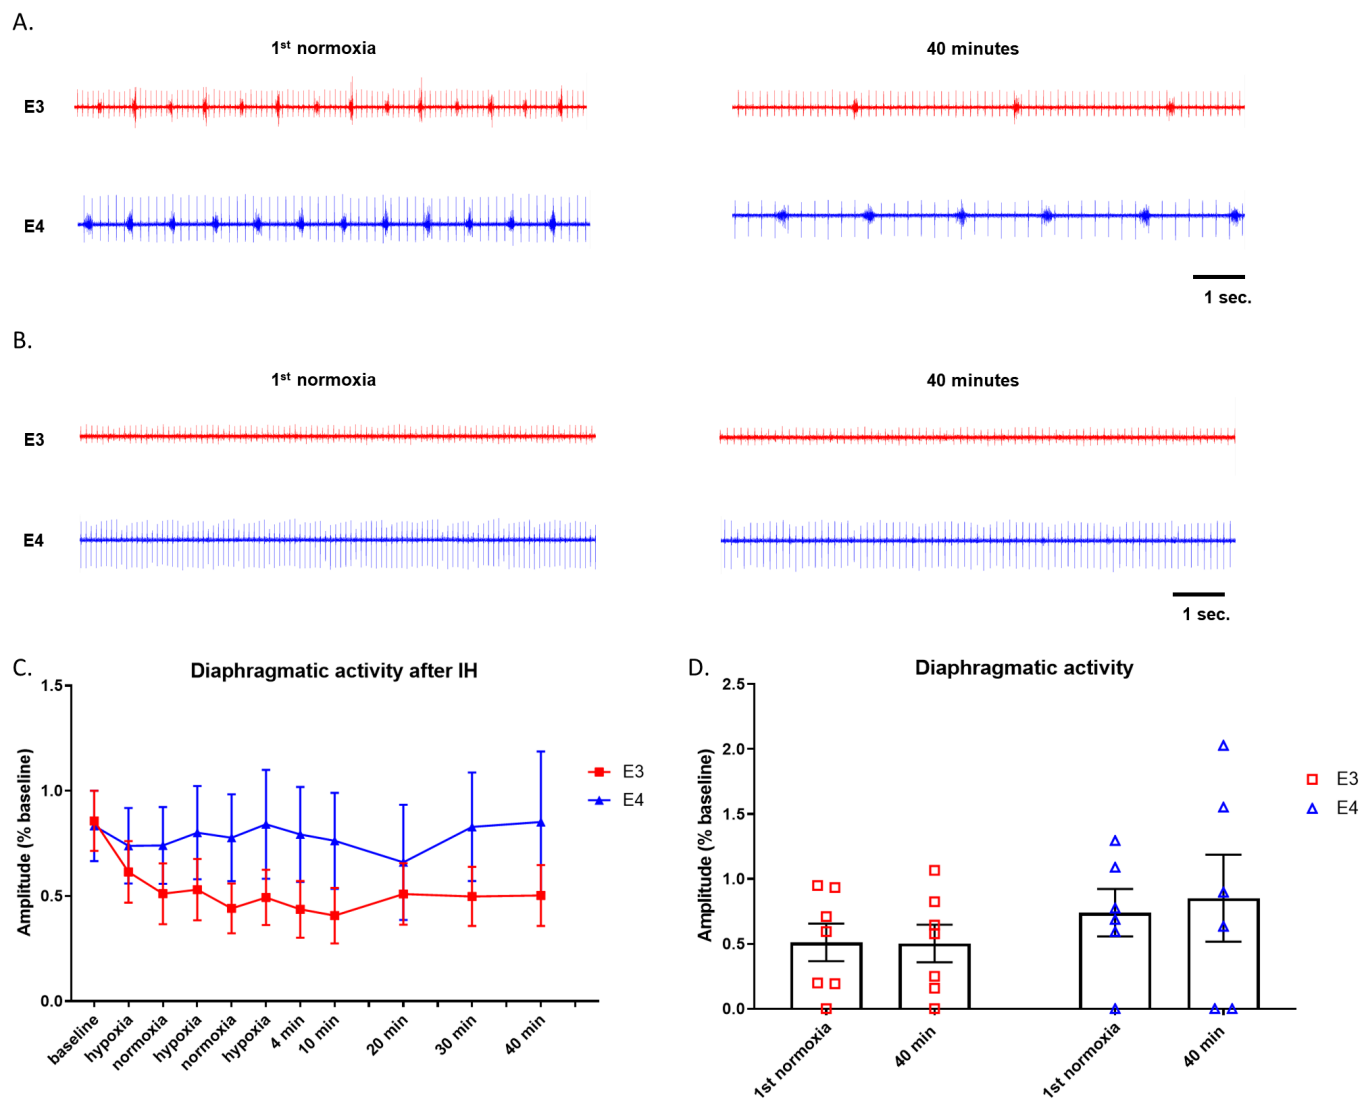 A.
1st normoxia
40 minutes
E3
E4
1 sec.
B.
1st normoxia
40 minutes
E3
E4
1 sec.
C.
Diaphragmatic activity after IH
Amplitude (% baseline)
1.5
1.0
0.5
0.0
baseline
hypoxia
normoxia
hypoxia
normoxia
hypoxia
4 min
10 min
20 min
30 min
40 min
E3
E4
D.
Diaphragmatic activity
Amplitude (% baseline)
2.5
2.0
1.5
1.0
0.5
0.0
1st normoxia
40 min
1st normoxia
40 min
E3
E4